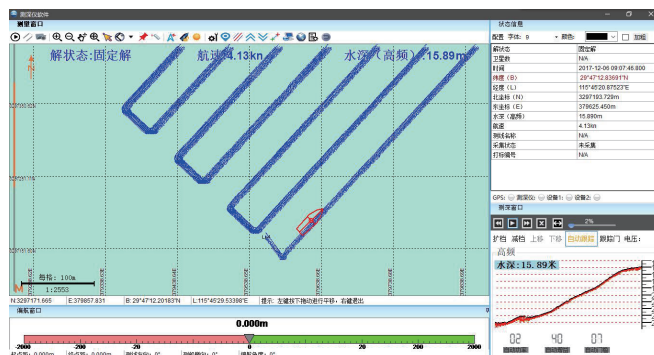 测深仪软件
测量窗口
解状态:固定解
航速:4.13kn
水深（高频）:15.89m
每格: 100m
1:2553
N:3297171.665 E:379857.831 B: 29°47'12.20183"N L:115°45'29.53398"E 提示: 左键按下拖动进行平移, 右键退出
偏航窗口
0.000m
-2000 -200 -20 0 20 200 2000
状态信息
配置 字体: 9 颜色: 加粗
解状态 固定解
卫星数 N/A
时间 2017-12-06 09:07:46.800
纬度（B） 29°47'12.83691"N
经度（L） 115°45'20.87523"E
北坐标（N） 3297193.729m
东坐标（E） 379625.450m
水深（高频） 15.890m
航速 4.13kn
测线名称 N/A
采集状态 未采集
打标编号 N/A
GPS: 测深仪: 设备1: 设备2:
测深窗口
2%
扩档 减档 上移 下移 自动跟踪 跟踪门 电压:
高频
水深:15.89米
02 40 07